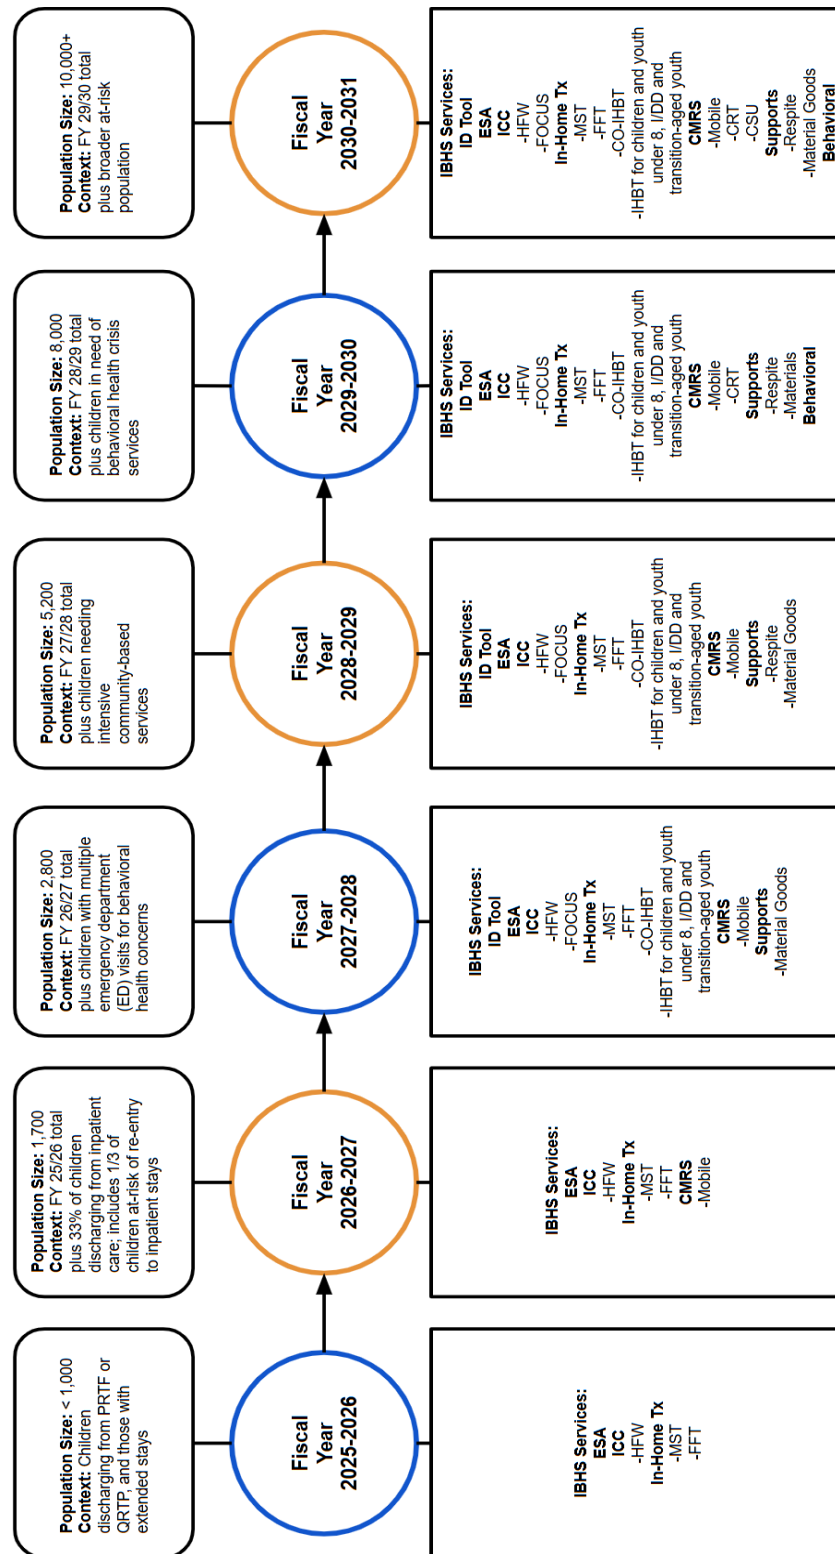 Population Size: < 1,000
Context: Children
discharging from PRTF or
QRTP, and those with
extended stays
Fiscal
Year
2025-2026
IBHS Services:
ESA
ICC
-HFW
In-Home Tx
-MST
-FFT
Population Size: 1,700
Context: FY 25/26 total
plus 33% of children
discharging from inpatient
care; includes 1/3 of
children at-risk of re-entry
to inpatient stays
Fiscal
Year
2026-2027
IBHS Services:
ESA
ICC
-HFW
In-Home Tx
-MST
-FFT
CMRS
-Mobile
Population Size: 2,800
Context: FY 26/27 total
plus children with multiple
emergency department
(ED) visits for behavioral
health concerns
Fiscal
Year
2027-2028
IBHS Services:
ID Tool
ESA
ICC
-HFW
-FOCUS
In-Home Tx
-MST
-FFT
-CO-IHBT
-IHBT for children and youth
under 8, I/DD and
transition-aged youth
CMRS
-Mobile
Supports
-Material Goods
Population Size: 5,200
Context: FY 27/28 total
plus children needing
intensive
community-based
services
Fiscal
Year
2028-2029
IBHS Services:
ID Tool
ESA
ICC
-HFW
-FOCUS
In-Home Tx
-MST
-FFT
-CO-IHBT
-IHBT for children and youth
under 8, I/DD and
transition-aged youth
CMRS
-Mobile
Supports
-Respite
-Material Goods
Population Size: 8,000
Context: FY 28/29 total
plus children in need of
behavioral health crisis
services
Fiscal
Year
2029-2030
IBHS Services:
ID Tool
ESA
ICC
-HFW
-FOCUS
In-Home Tx
-MST
-FFT
-CO-IHBT
-IHBT for children and youth
under 8, I/DD and
transition-aged youth
CMRS
-Mobile
-CRT
Supports
-Respite
-Materials
Behavioral
Population Size: 10,000+
Context: FY 29/30 total
plus broader at-risk
population
Fiscal
Year
2030-2031
IBHS Services:
ID Tool
ESA
ICC
-HFW
-FOCUS
In-Home Tx
-MST
-FFT
-CO-IHBT
-IHBT for children and youth
under 8, I/DD and
transition-aged youth
CMRS
-Mobile
-CRT
-CSU
Supports
-Respite
-Material Goods
Behavioral